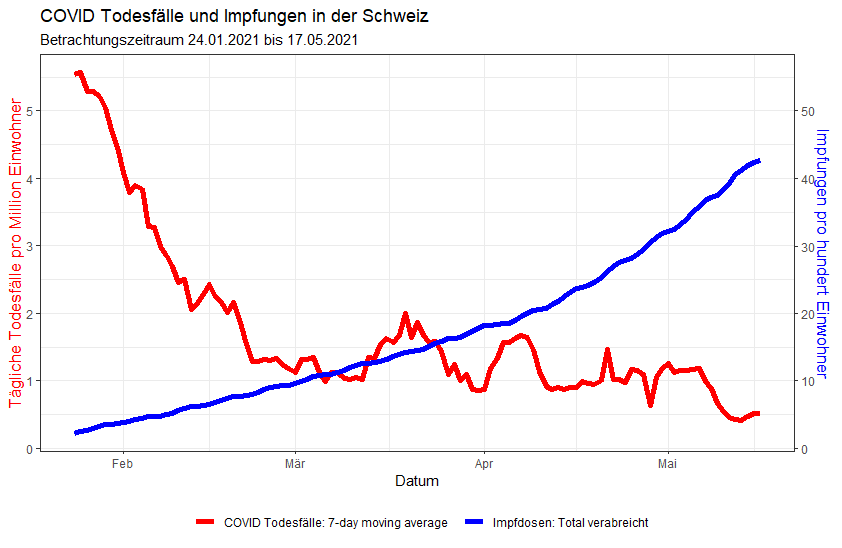 COVID Todesfälle und Impfungen in der Schweiz
Betrachtungszeitraum 24.01.2021 bis 17.05.2021
Tägliche Todesfälle pro Million Einwohner
5
4
3
2
1
0
50
40
30
20
10
0
Impfungen pro hundert Einwohner
Feb
Mär
Apr
Mai
Datum
COVID Todesfälle: 7-day moving average
Impfdosen: Total verabreicht